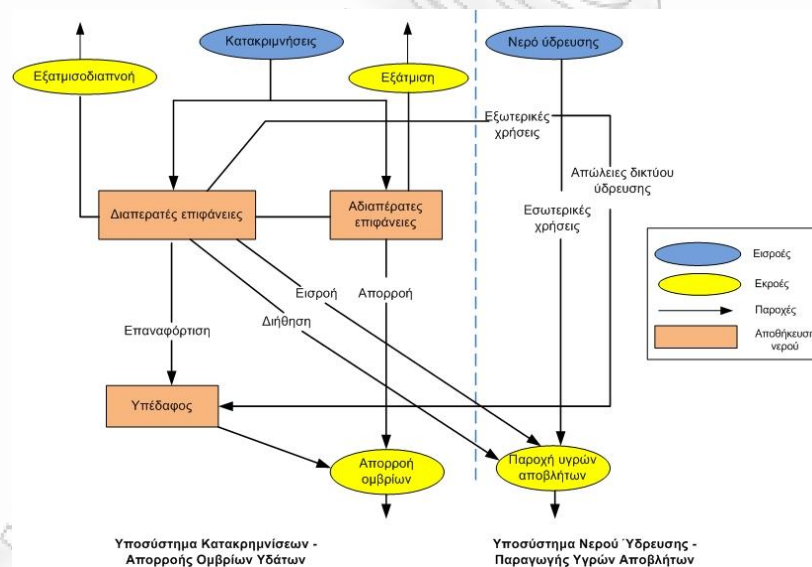 Κατακριμνήσεις
Νερό ύδρευσης
Εξατμισοδιαπνοή
Εξάτμιση
Εξωτερικές
χρήσεις
Απώλειες δικτύου
ύδρευσης
Διαπερατές επιφάνειες
Αδιαπέρατες
επιφάνειες
Εσωτερικές
χρήσεις
Εισροές
Εκροές
Παροχές
Αποθήκευση
νερού
Εισροή
Απορροή
Διήθηση
Επαναφόρτιση
Υπέδαφος
Απορροή
ομβρίων
Παροχή υγρών
αποβλήτων
Υποσύστημα Κατακρημνίσεων -
Απορροής Ομβρίων Υδάτων
Υποσύστημα Νερού Ύδρευσης -
Παραγωγής Υγρών Αποβλήτων